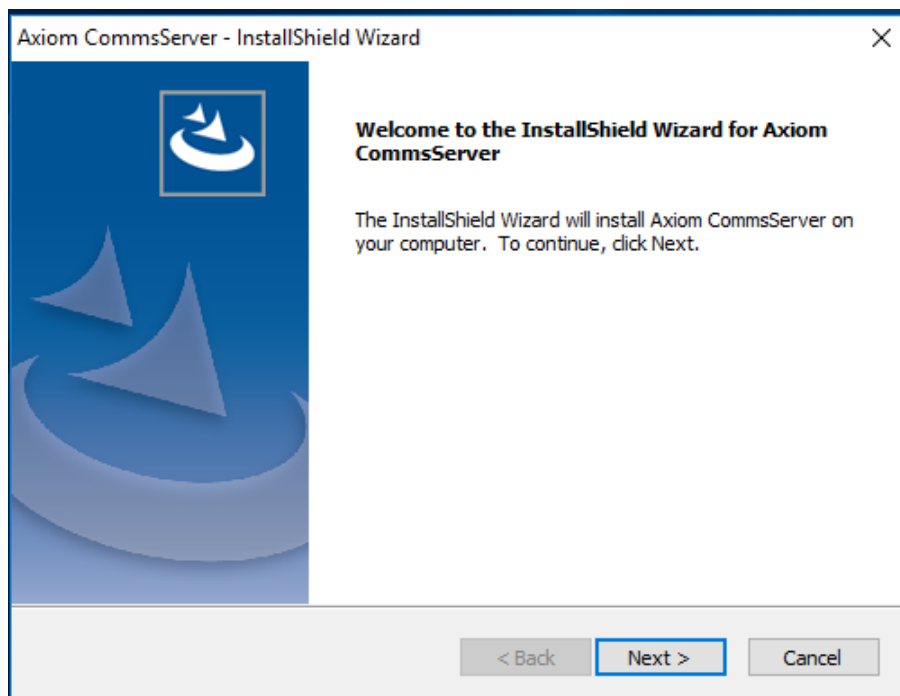 Axiom CommsServer - InstallShield Wizard
Welcome to the InstallShield Wizard for Axiom
CommsServer
The InstallShield Wizard will install Axiom CommsServer on
your computer.  To continue, click Next.
< Back
Next >
Cancel